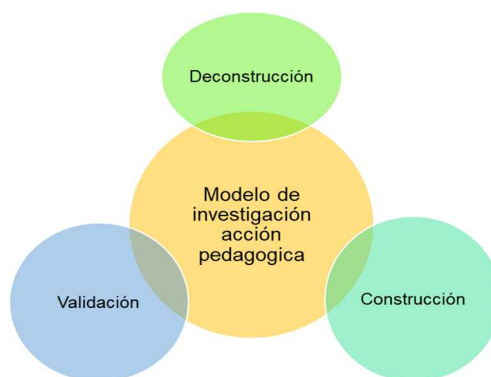 Deconstrucción
Modelo de
investigación
acción
pedagogica
Validación
Construcción